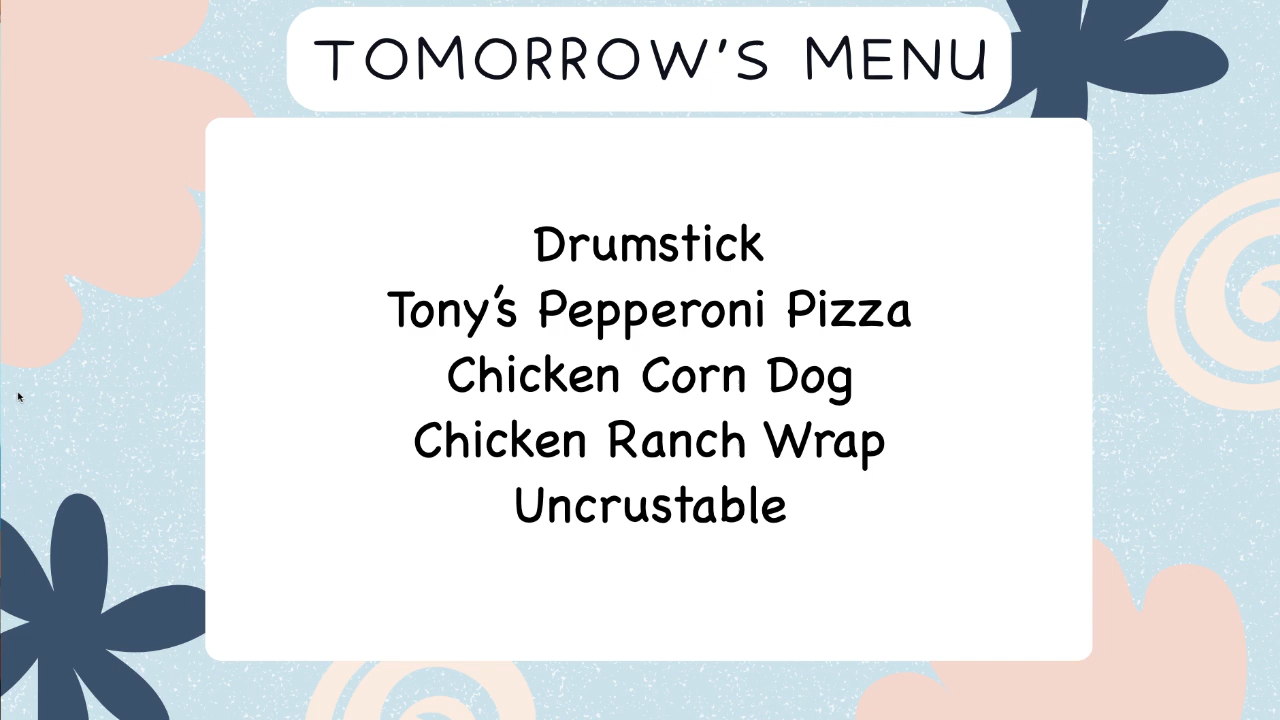 TOMORROW'S MENU
Drumstick
Tony's Pepperoni Pizza
Chicken Corn Dog
Chicken Ranch Wrap
Uncrustable